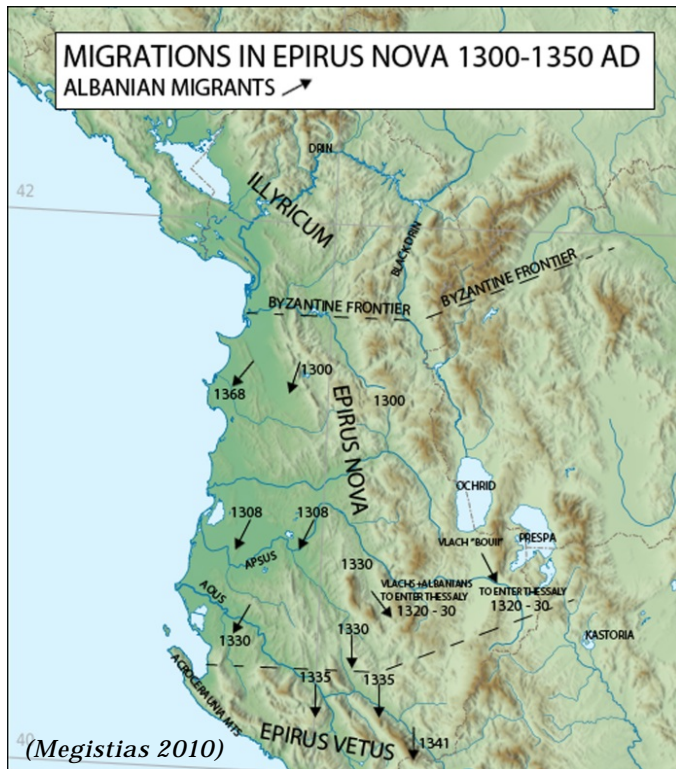 MIGRATIONS IN EPIRUS NOVA 1300-1350 AD
ALBANIAN MIGRANTS
DRIN
42
ILLYRICUM
BLACK DRIN
BYZANTINE FRONTIER
BYZANTINE FRONTIER
1300
1368
1300
EPIRUS NOVA
OCHRID
1308
1308
PRESPA
VLACH "BOUII"
APSUS
1330
VLACHS +ALBANIANS
TO ENTER THESSALY
1320 - 30
TO ENTER THESSALY
1320 - 30
AOUS
1330
1330
KASTORIA
ACROCERAUNIA MTS
1335
1335
EPIRUS VETUS
1341
40
(Megistias 2010)